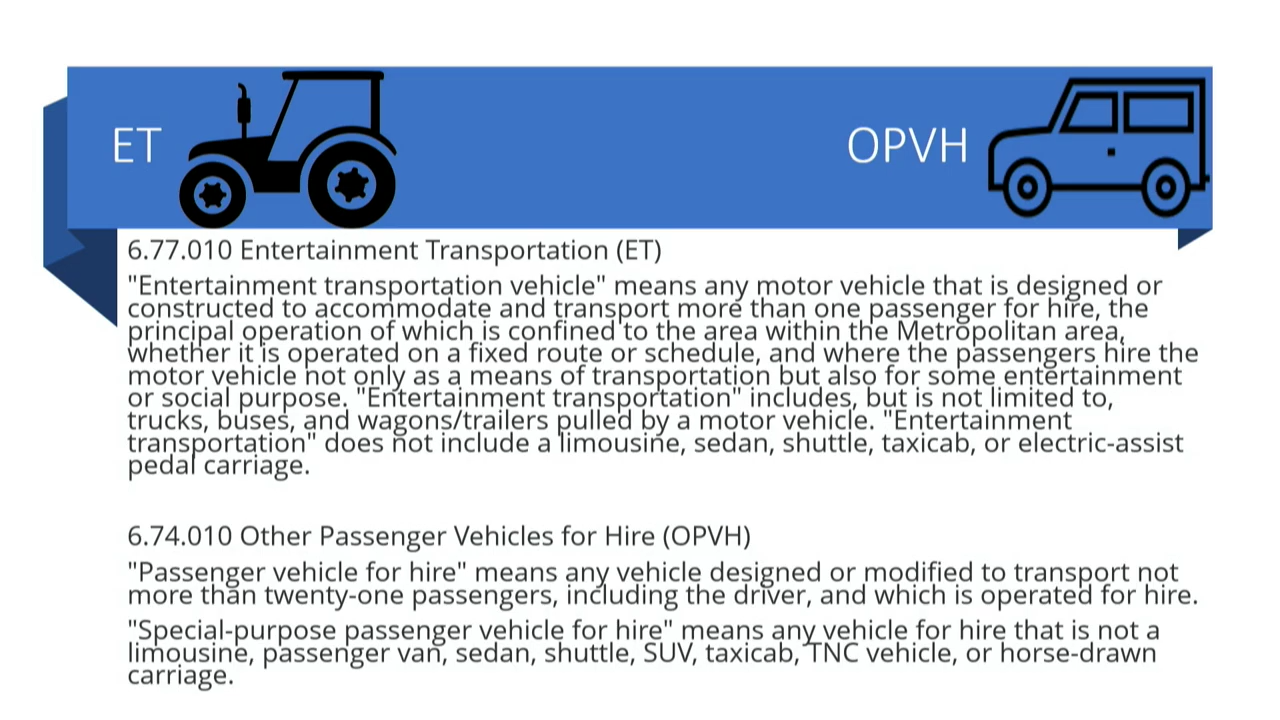 ET
OPVH
6.77.010 Entertainment Transportation (ET)
"Entertainment transportation vehicle" means any motor vehicle that is designed or
constructed to accommodate and transport more than one passenger for hire, the
principal operation of which is confined to the area within the Metropolitan area,
whether it is operated on a fixed route or schedule, and where the passengers hire the
motor vehicle not only as a means of transportation but also for some entertainment
or social purpose. "Entertainment transportation" includes, but is not limited to,
trucks, buses, and wagons/trailers pulled by a motor vehicle. "Entertainment
transportation" does not include a limousine, sedan, shuttle, taxicab, or electric-assist
pedal carriage.
6.74.010 Other Passenger Vehicles for Hire (OPVH)
"Passenger vehicle for hire" means any vehicle designed or modified to transport not
more than twenty-one passengers, including the driver, and which is operated for hire.
"Special-purpose passenger vehicle for hire" means any vehicle for hire that is not a
limousine, passenger van, sedan, shuttle, SUV, taxicab, TNC vehicle, or horse-drawn
carriage.